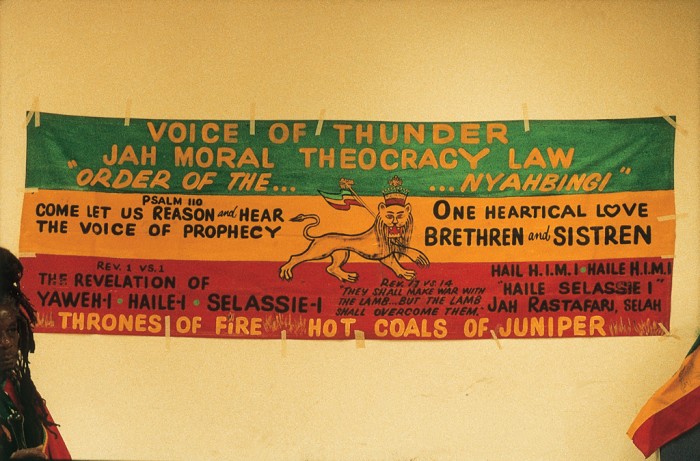 VOICE OF THUNDER
JAH MORAL THEOCRACY LAW
"ORDER OF THE... ...NYAHBINGI"
PSALM 110
COME LET US REASON and HEAR
THE VOICE OF PROPHECY
ONE HEARTICAL LOVE
BRETHREN and SISTREN
REV. 1 VS. 1
THE REVELATION OF
YAWEH-I • HAILE-I • SELASSIE-I
REV. 17 VS. 14
"THEY SHALL MAKE WAR WITH
THE LAMB...BUT THE LAMB
SHALL OVERCOME THEM,"
HAIL H.I.M. I • HAILE H.I.M. I
"HAILE SELASSIE I"
JAH RASTAFARI, SELAH
THRONES OF FIRE HOT COALS OF JUNIPER